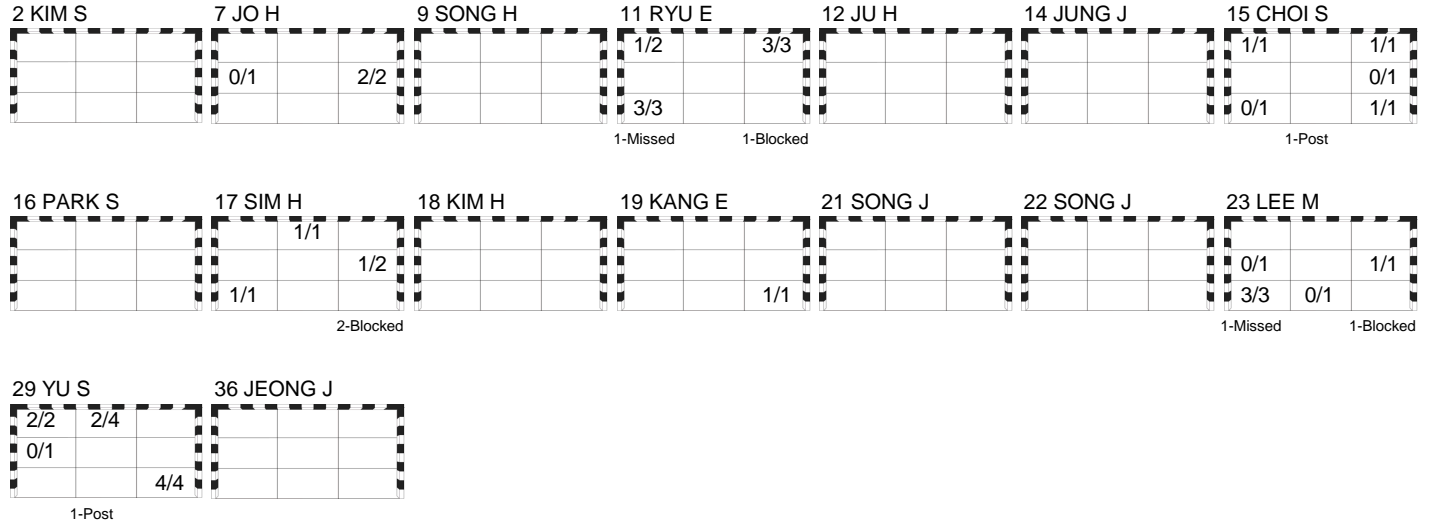 2 KIM S 7 JO H 9 SONG H 11 RYU E 12 JU H 14 JUNG J 15 CHOI S
1/2 3/3 1/1 1/1
0/1 2/2 0/1
3/3 0/1 1/1
1-Missed 1-Blocked 1-Post
16 PARK S 17 SIM H 18 KIM H 19 KANG E 21 SONG J 22 SONG J 23 LEE M
1/1
1/2 0/1 1/1
1/1 1/1 3/3 0/1
2-Blocked 1-Missed 1-Blocked
29 YU S 36 JEONG J
2/2 2/4
0/1
4/4
1-Post